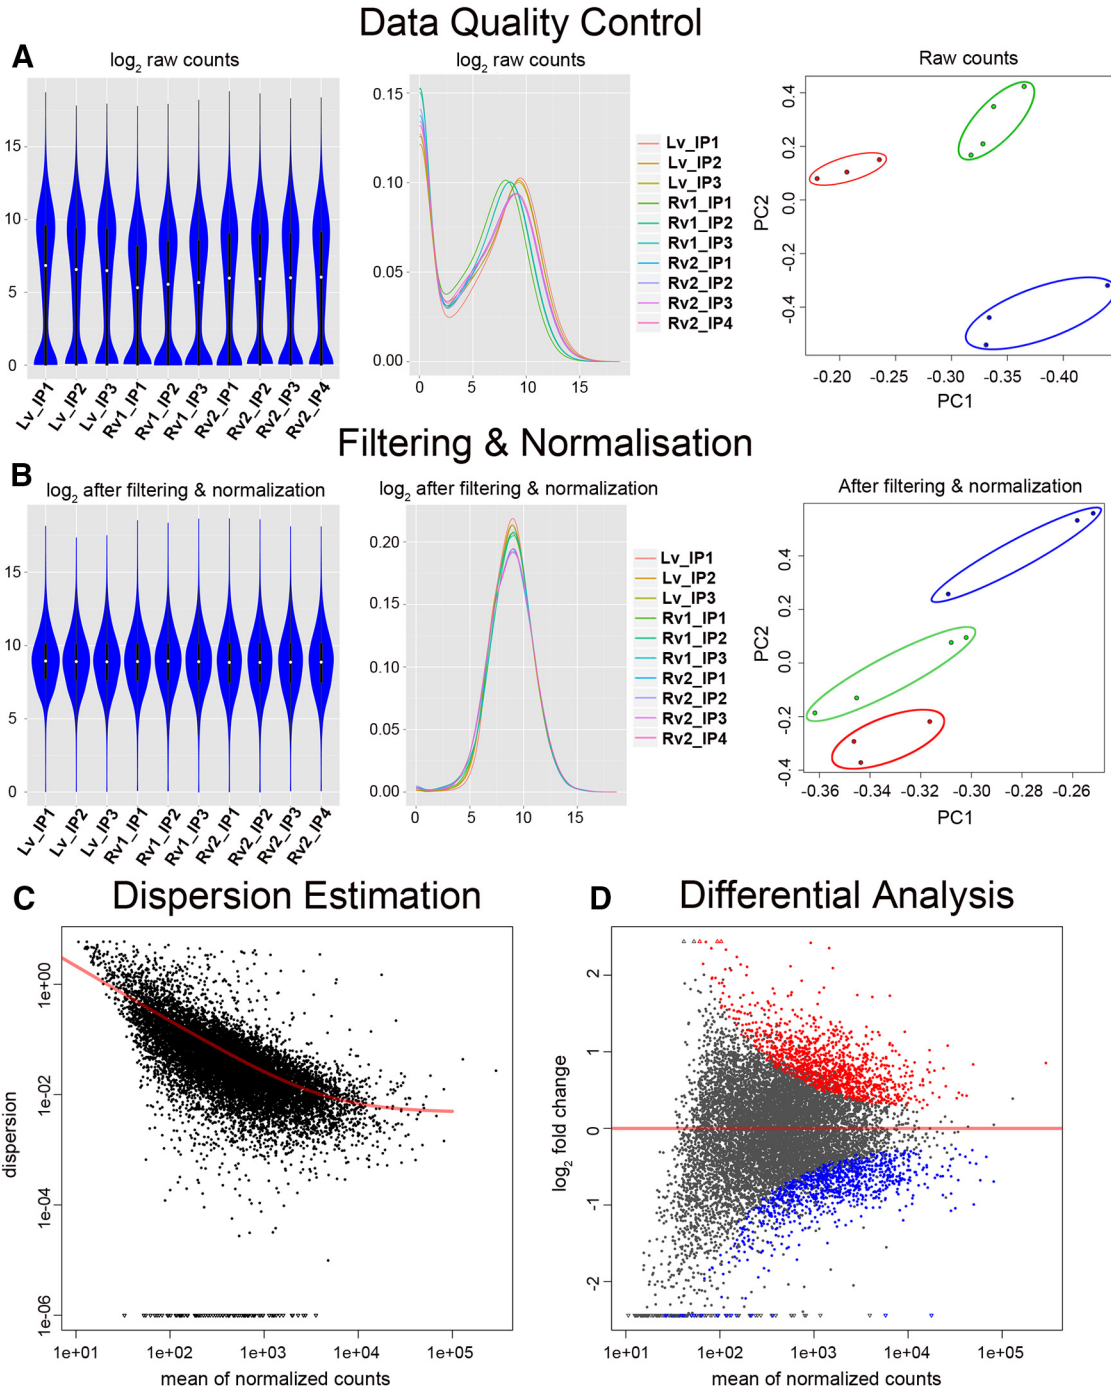 Data Quality Control
A
log2 raw counts
15
10
5
0
Lv_IP1
Lv_IP2
Lv_IP3
Rv1_IP1
Rv1_IP2
Rv1_IP3
Rv2_IP1
Rv2_IP2
Rv2_IP3
Rv2_IP4
log2 raw counts
0.15
0.10
0.05
0.00
0 5 10 15
Lv_IP1
Lv_IP2
Lv_IP3
Rv1_IP1
Rv1_IP2
Rv1_IP3
Rv2_IP1
Rv2_IP2
Rv2_IP3
Rv2_IP4
Raw counts
PC2
0.4
0.2
0.0
-0.2
-0.4
-0.20 -0.25 -0.30 -0.35 -0.40
PC1
Filtering & Normalisation
B
log2 after filtering & normalization
15
10
5
0
Lv_IP1
Lv_IP2
Lv_IP3
Rv1_IP1
Rv1_IP2
Rv1_IP3
Rv2_IP1
Rv2_IP2
Rv2_IP3
Rv2_IP4
log2 after filtering & normalization
0.20
0.15
0.10
0.05
0.00
0 5 10 15
Lv_IP1
Lv_IP2
Lv_IP3
Rv1_IP1
Rv1_IP2
Rv1_IP3
Rv2_IP1
Rv2_IP2
Rv2_IP3
Rv2_IP4
After filtering & normalization
PC2
0.4
0.2
0.0
-0.2
-0.4
-0.36 -0.34 -0.32 -0.30 -0.28 -0.26
PC1
C
Dispersion Estimation
dispersion
1e+00
1e-02
1e-04
1e-06
1e+01 1e+02 1e+03 1e+04 1e+05
mean of normalized counts
D
Differential Analysis
log2 fold change
2
1
0
-1
-2
1e+01 1e+02 1e+03 1e+04 1e+05
mean of normalized counts